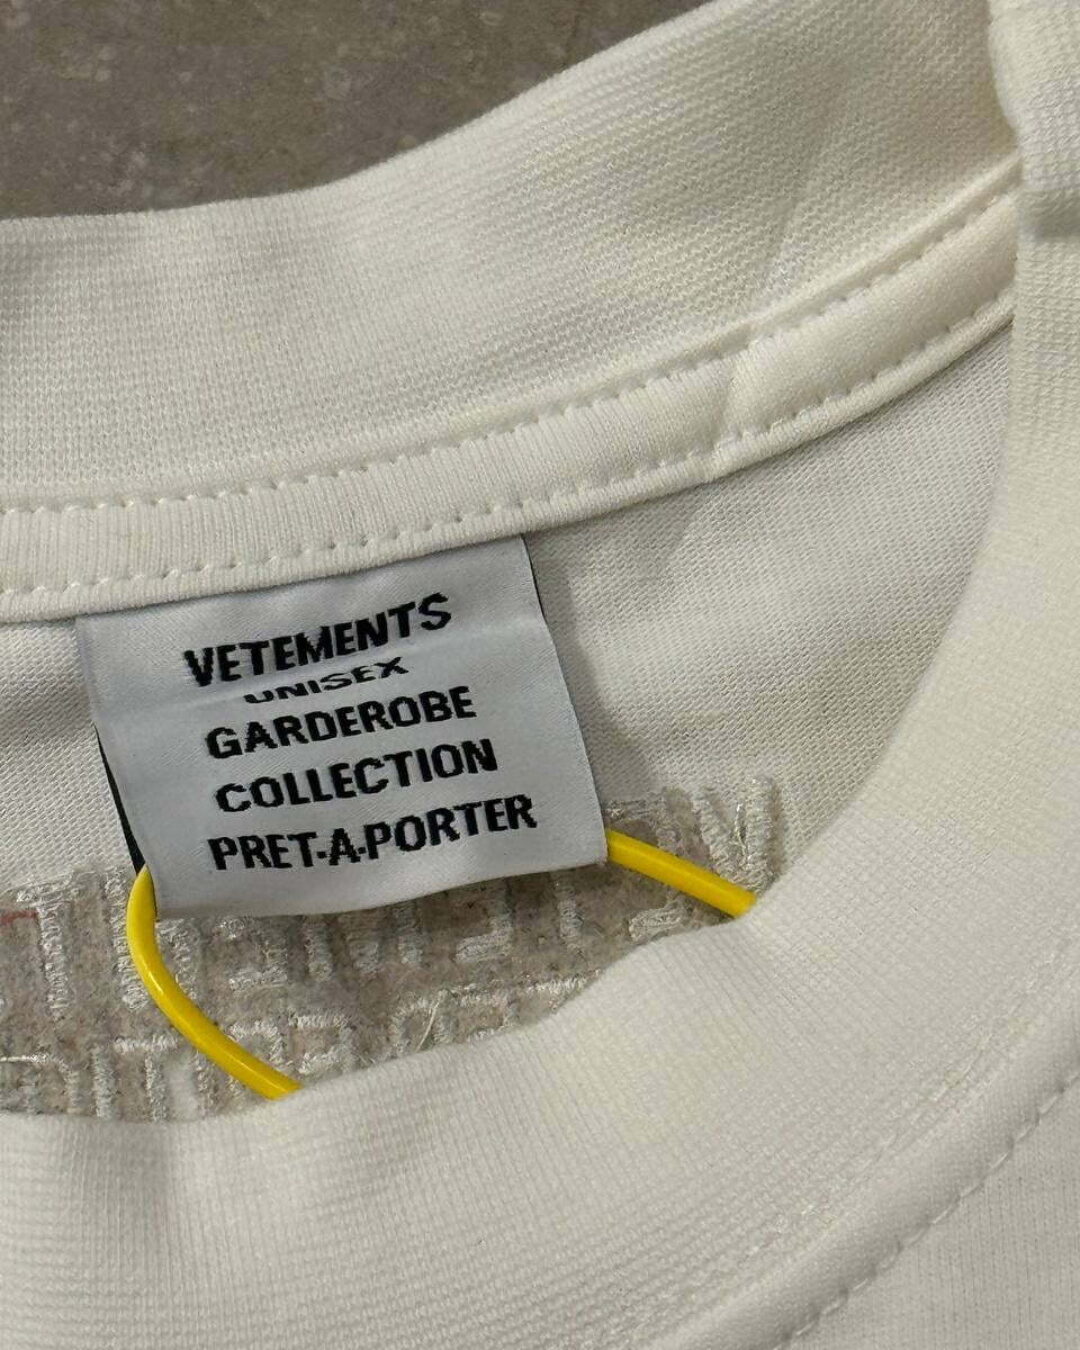 VETEMENTS
UNISEX
GARDEROBE
COLLECTION
PRET-A-PORTER